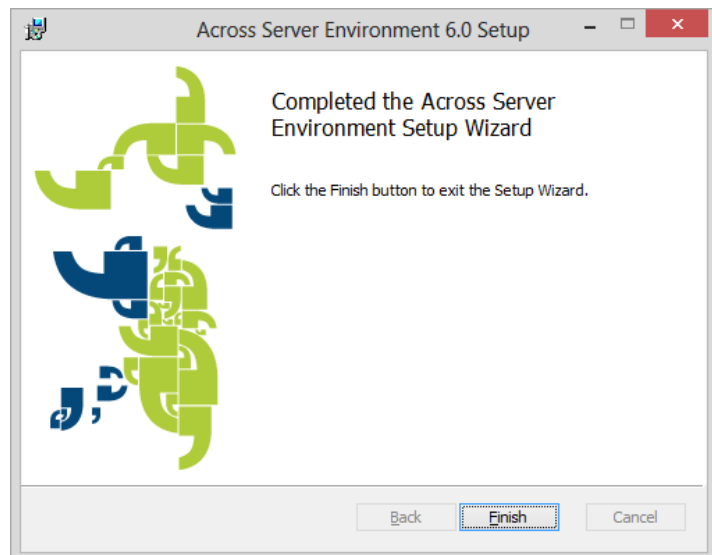 Across Server Environment 6.0 Setup
Completed the Across Server
Environment Setup Wizard
Click the Finish button to exit the Setup Wizard.
Back Finish Cancel